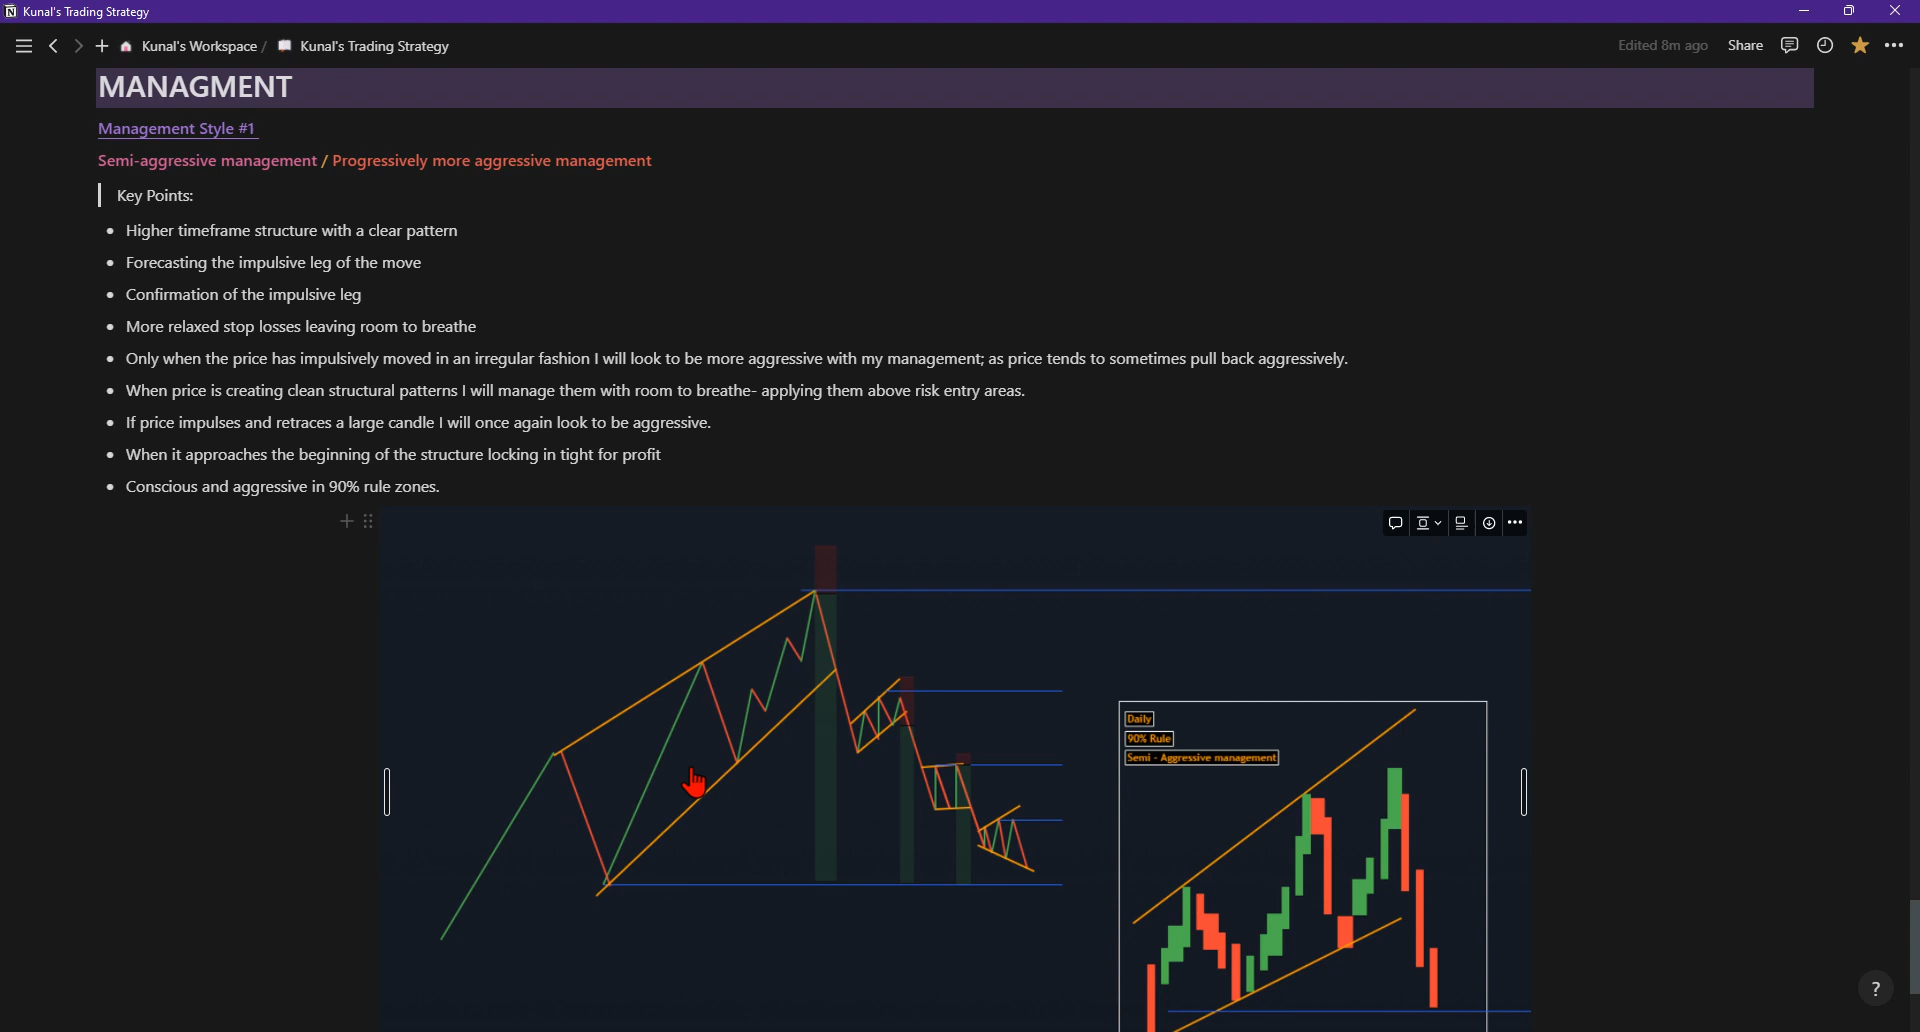 Kunal's Trading Strategy
Kunal's Workspace / Kunal's Trading Strategy
Edited 8m ago Share
MANAGMENT
Management Style #1
Semi-aggressive management / Progressively more aggressive management
Key Points:
• Higher timeframe structure with a clear pattern
• Forecasting the impulsive leg of the move
• Confirmation of the impulsive leg
• More relaxed stop losses leaving room to breathe
• Only when the price has impulsively moved in an irregular fashion I will look to be more aggressive with my management; as price tends to sometimes pull back aggressively.
• When price is creating clean structural patterns I will manage them with room to breathe- applying them above risk entry areas.
• If price impulses and retraces a large candle I will once again look to be aggressive.
• When it approaches the beginning of the structure locking in tight for profit
• Conscious and aggressive in 90% rule zones.
Daily
90% Rule
Semi - Aggressive management
?